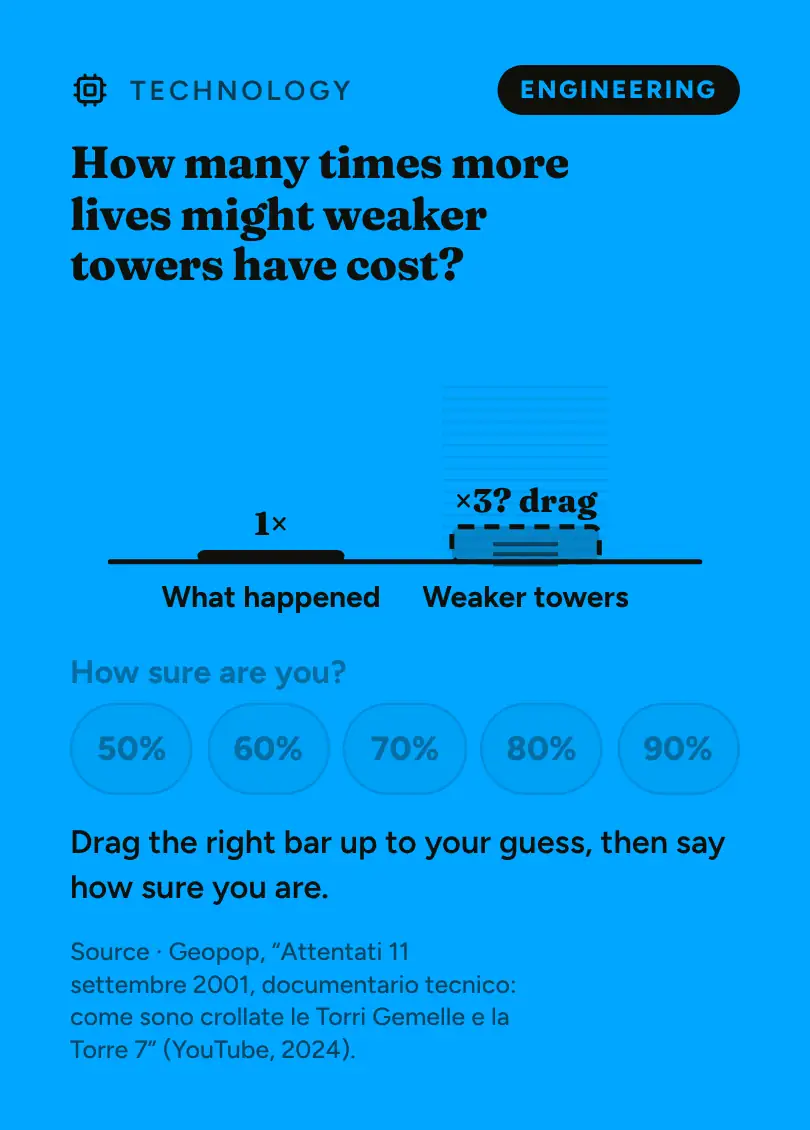 TECHNOLOGY
ENGINEERING
How many times more
lives might weaker
towers have cost?
×3? drag
1×
What happened
Weaker towers
How sure are you?
50%
60%
70%
80%
90%
Drag the right bar up to your guess, then say
how sure you are.
Source · Geopop, “Attentati 11
settembre 2001, documentario tecnico:
come sono crollate le Torri Gemelle e la
Torre 7” (YouTube, 2024).